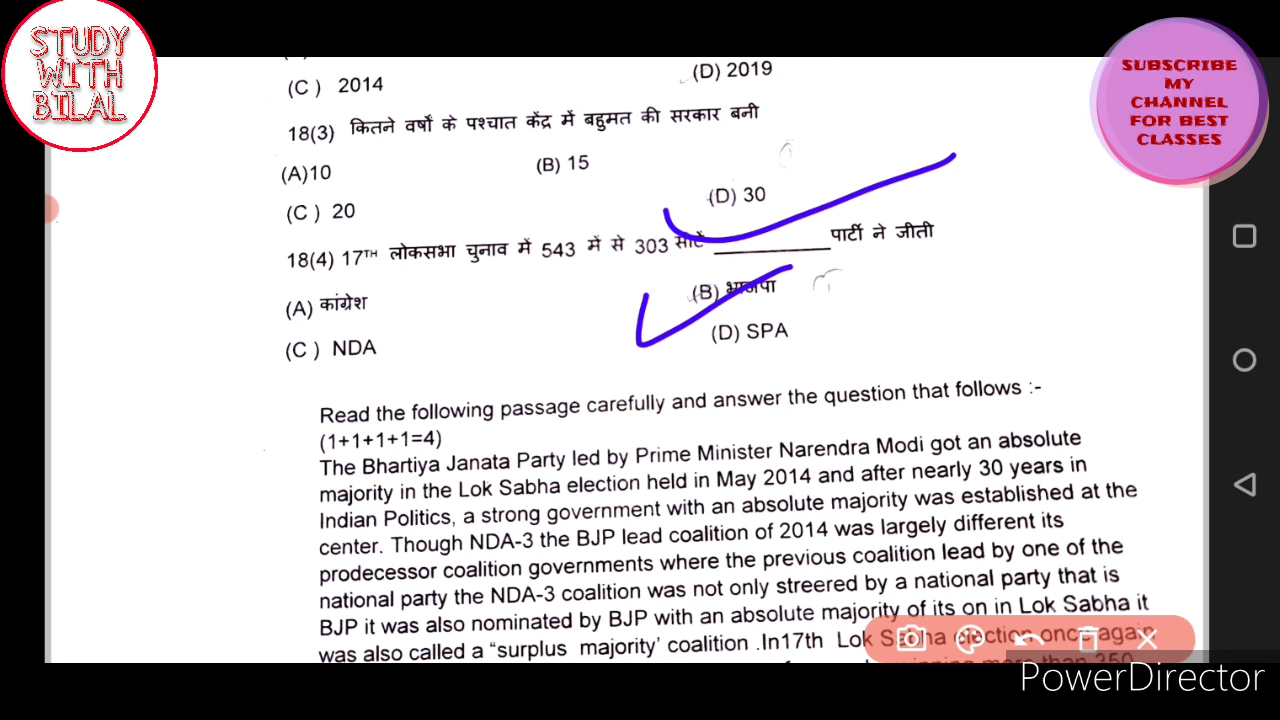 STUDY
WITH
BILAL
SUBSCRIBE
MY
CHANNEL
FOR BEST
CLASSES
(C ) 2014
(D) 2019
18(3) कितने वर्षों के पश्चात केंद्र में बहुमत की सरकार बनी
(A)10
(B) 15
(C ) 20
(D) 30
18(4) 17TH लोकसभा चुनाव में 543 में से 303 सीटें ____________ पार्टी ने जीती
(A) कांग्रेश
(B) भाजपा
(C ) NDA
(D) SPA
Read the following passage carefully and answer the question that follows :-
(1+1+1+1=4)
The Bhartiya Janata Party led by Prime Minister Narendra Modi got an absolute
majority in the Lok Sabha election held in May 2014 and after nearly 30 years in
Indian Politics, a strong government with an absolute majority was established at the
center. Though NDA-3 the BJP lead coalition of 2014 was largely different its
prodecessor coalition governments where the previous coalition lead by one of the
national party the NDA-3 coalition was not only streered by a national party that is
BJP it was also nominated by BJP with an absolute majority of its on in Lok Sabha it
was also called a “surplus majority’ coalition .In17th Lok Sabha election once again
PowerDirector